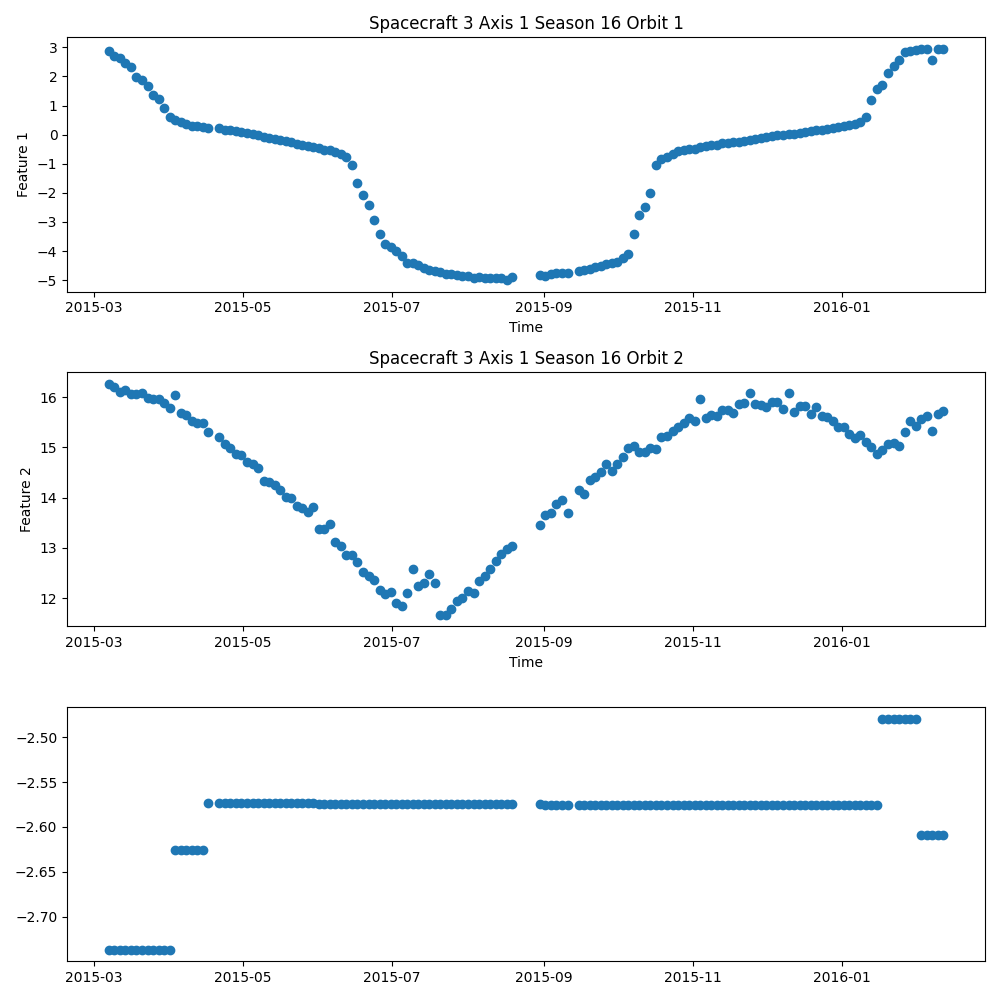 Spacecraft 3 Axis 1 Season 16 Orbit 1
3
2
1
0
−1
−2
−3
−4
−5
Feature 1
2015-03 2015-05 2015-07 2015-09 2015-11 2016-01
Time
Spacecraft 3 Axis 1 Season 16 Orbit 2
16
15
14
13
12
Feature 2
2015-03 2015-05 2015-07 2015-09 2015-11 2016-01
Time
−2.50
−2.55
−2.60
−2.65
−2.70
2015-03 2015-05 2015-07 2015-09 2015-11 2016-01